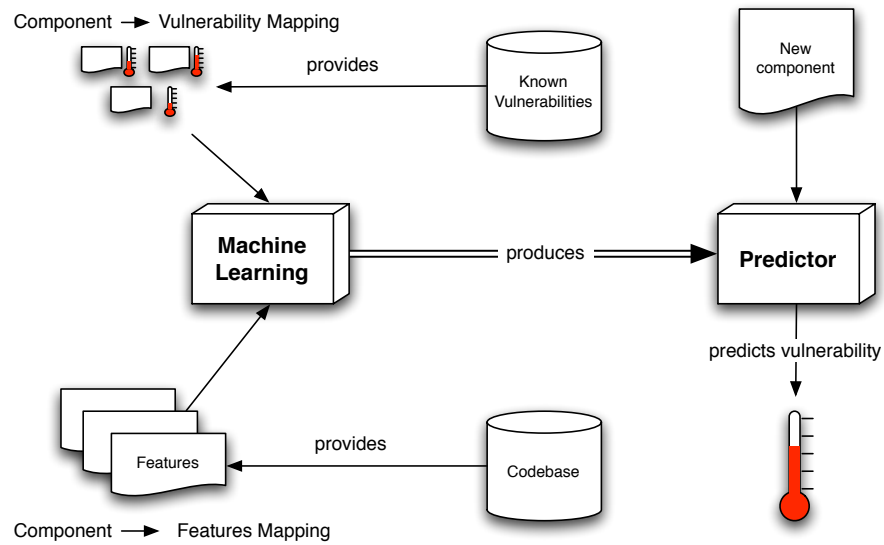 Component → Vulnerability Mapping
provides
Known
Vulnerabilities
New
component
Machine
Learning
produces
Predictor
predicts vulnerability
Features
provides
Codebase
Component → Features Mapping